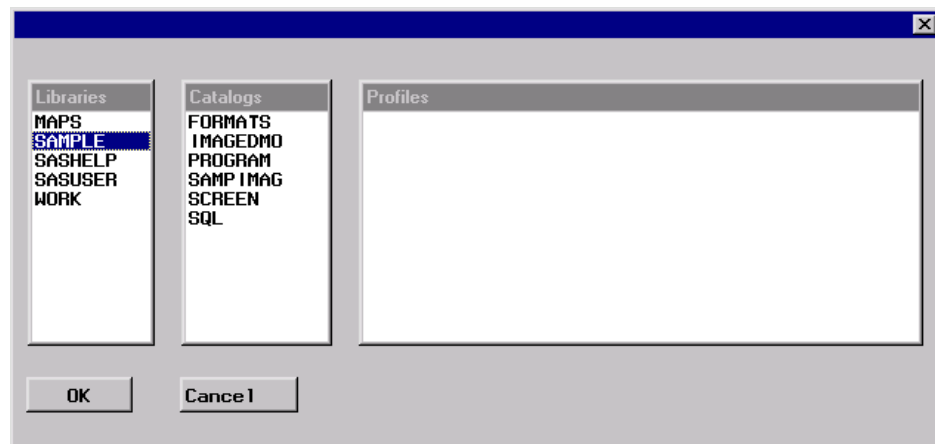 Libraries
MAPS
SAMPLE
SASHELP
SASUSER
WORK
Catalogs
FORMATS
IMAGEDMO
PROGRAM
SAMPIMAG
SCREEN
SQL
Profiles
OK
Cancel